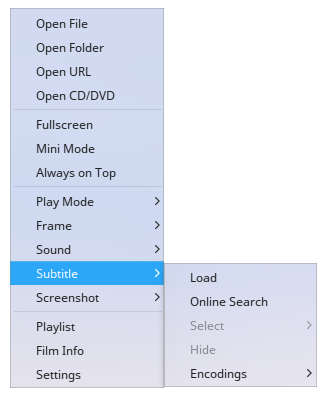 Open File
Open Folder
Open URL
Open CD/DVD
Fullscreen
Mini Mode
Always on Top
Play Mode
Frame
Sound
Subtitle
Screenshot
Playlist
Film Info
Settings
Load
Online Search
Select
Hide
Encodings